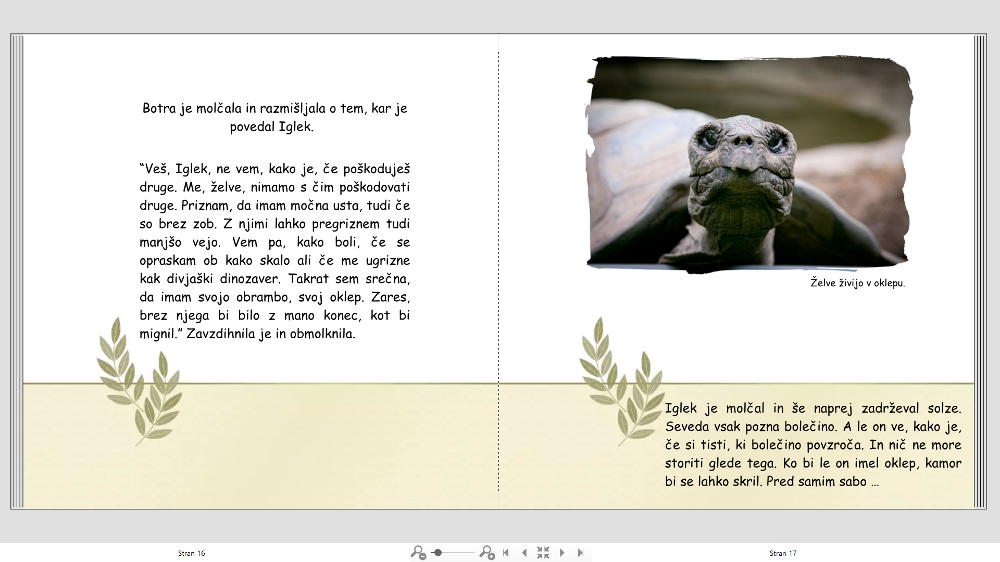 Botra je molčala in razmišljala o tem, kar je
povedal Iglek.
“Veš, Iglek, ne vem, kako je, če poškoduješ
druge. Me, želve, nimamo s čim poškodovati
druge. Priznam, da imam močna usta, tudi če
so brez zob. Z njimi lahko pregriznem tudi
manjšo vejo. Vem pa, kako boli, če se
opraskam ob kako skalo ali če me ugrizne
kak divjaški dinozaver. Takrat sem srečna,
da imam svojo obrambo, svoj oklep. Zares,
brez njega bi bilo z mano konec, kot bi
mignil.” Zavzdihnila je in obmolknila.
Želve živijo v oklepu.
Iglek je molčal in še naprej zadrževal solze.
Seveda vsak pozna bolečino. A le on ve, kako je,
če si tisti, ki bolečino povzroča. In nič ne more
storiti glede tega. Ko bi le on imel oklep, kamor
bi se lahko skril. Pred samim sabo ...
Stran 16
Stran 17